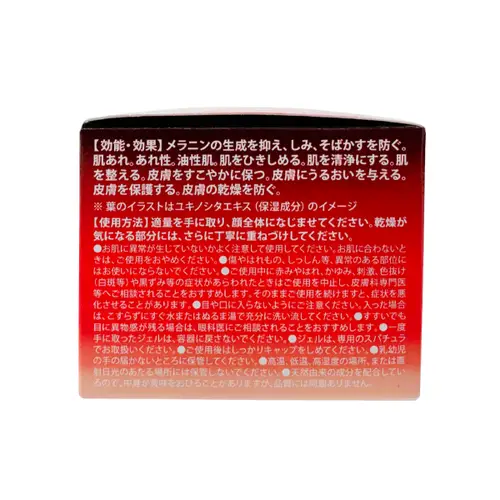 【効能・効果】メラニンの生成を抑え、しみ、そばかすを防ぐ。
肌あれ。あれ性。油性肌。肌をひきしめる。肌を清浄にする。肌
を整える。皮膚をすこやかに保つ。皮膚にうるおいを与える。
皮膚を保護する。皮膚の乾燥を防ぐ。
※ 葉のイラストはユキノシタエキス（保湿成分）のイメージ
【使用方法】適量を手に取り、顔全体になじませてください。乾燥が
気になる部分には、さらに丁寧に重ねづけしてください。
●お肌に異常が生じていないかよく注意して使用してください。お肌に合わないと
きは、ご使用をおやめください。●傷やはれもの、しっしん等、異常のある部位に
はお使いにならないでください。●ご使用中に赤みやはれ、かゆみ、刺激、色抜け
（白斑等）や黒ずみ等の症状があらわれたときはご使用を中止し、皮膚科専門医
等へご相談されることをおすすめします。そのままご使用を続けますと、症状を悪
化させることがあります。●目や口に入らないようにご注意ください。入った場合
は、こすらずにすぐ水またはぬるま湯で充分に洗い流してください。●すすいでも
目に異物感が残る場合は、眼科医にご相談されることをおすすめします。●一度
手に取ったジェルは、容器に戻さないでください。●ジェルは、専用のスパチュラ
でお取扱いください。●ご使用後はしっかりキャップをしめてください。●乳幼児
の手の届かないところに保管してください。●高温、低温、高湿度の場所、または直
射日光のあたる場所には保管しないでください。●天然由来の成分を配合してい
るので、中身が黄味をおびることがありますが、品質には問題ありません。